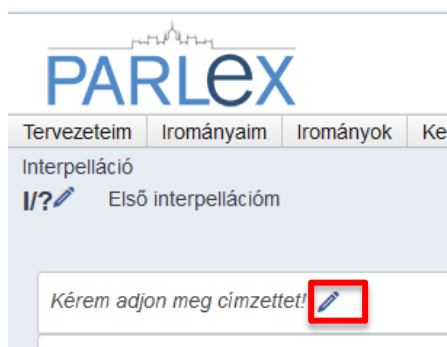 PARLEX
Tervezeteim Irományaim Irományok Ke
Interpelláció
I/? Első interpellációm
Kérem adjon meg címzettet!